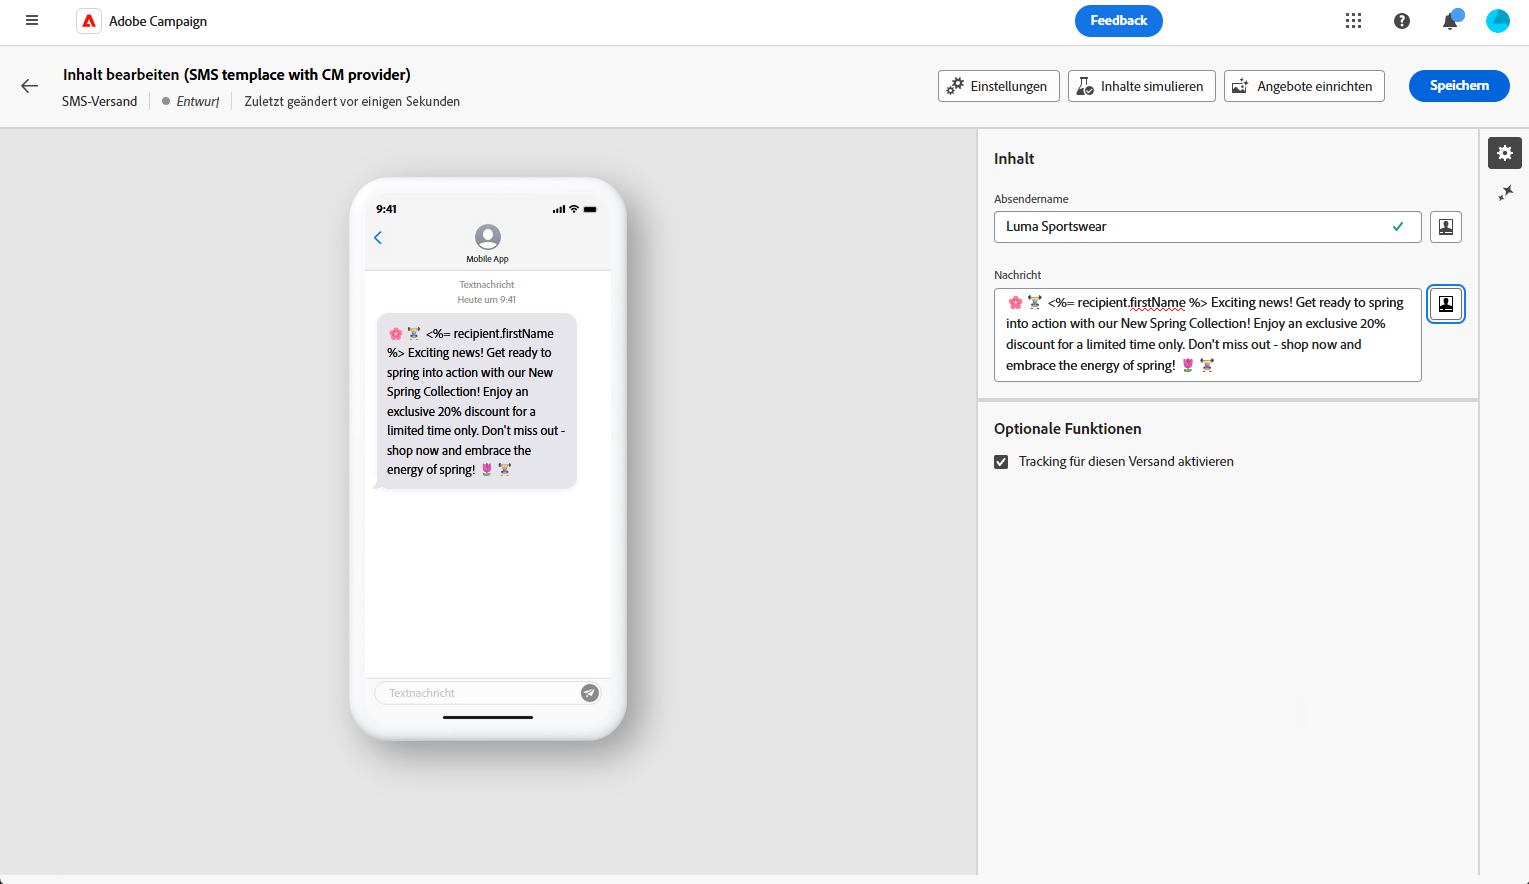 Adobe Campaign
Feedback
Inhalt bearbeiten (SMS templace with CM provider)
SMS-Versand
Entwurf
Zuletzt geändert vor einigen Sekunden
Einstellungen
Inhalte simulieren
Angebote einrichten
Speichern
9:41
Mobile App
Textnachricht
Heute um 9:41
🌸 🏋️ <%= recipient.firstName
%> Exciting news! Get ready to
spring into action with our New
Spring Collection! Enjoy an
exclusive 20% discount for a
limited time only. Don't miss out -
shop now and embrace the
energy of spring! 🌷 🏋️‍♀️
Textnachricht
Inhalt
Absendername
Luma Sportswear
Nachricht
🌸 🏋️ <%= recipient.firstName %> Exciting news! Get ready to spring
into action with our New Spring Collection! Enjoy an exclusive 20%
discount for a limited time only. Don't miss out - shop now and
embrace the energy of spring! 🌷 🏋️‍♀️
Optionale Funktionen
Tracking für diesen Versand aktivieren